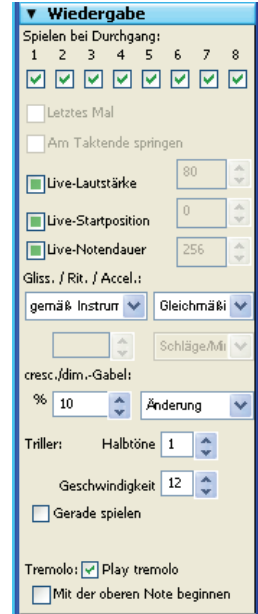 ▼ Wiedergabe
Spielen bei Durchgang:
1 2 3 4 5 6 7 8
Letztes Mal
Am Taktende springen
Live-Lautstärke 80
Live-Startposition 0
Live-Notendauer 256
Gliss. / Rit. / Accel.:
gemäß Instrum Gleichmäßi
Schläge/Mi
cresc./dim.-Gabel:
% 10 Änderung
Triller: Halbtöne 1
Geschwindigkeit 12
Gerade spielen
Tremolo: Play tremolo
Mit der oberen Note beginnen